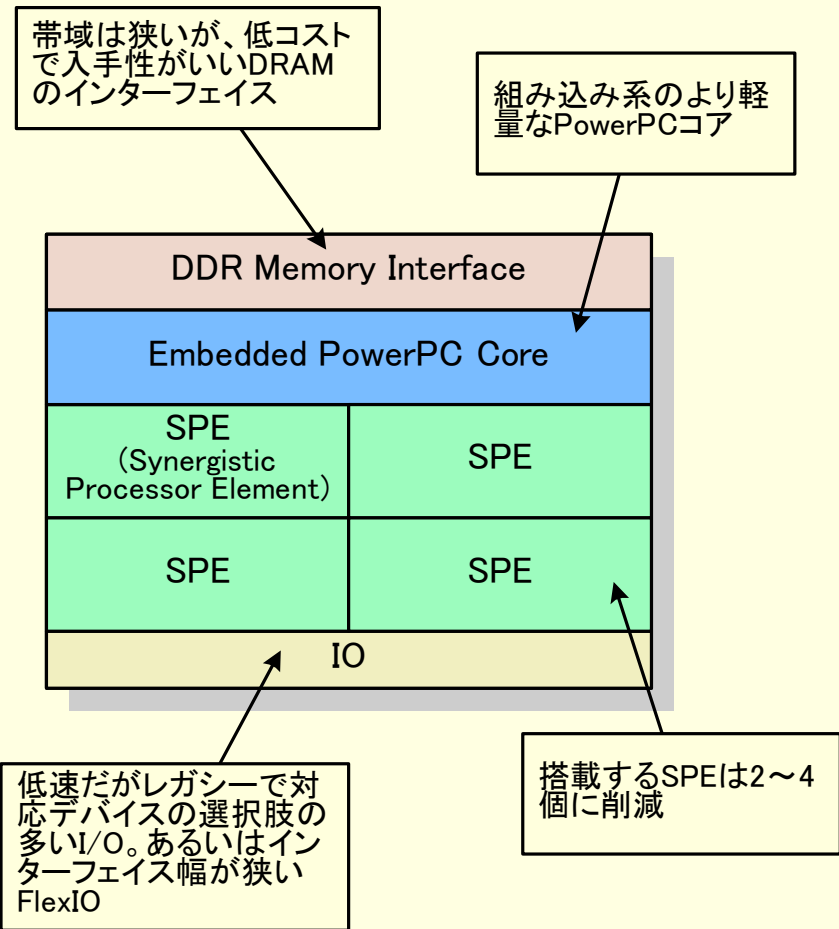 帯域は狭いが、低コスト
で入手性がいいDRAM
のインターフェイス
組み込み系のより軽
量なPowerPCコア
DDR Memory Interface
Embedded PowerPC Core
SPE
(Synergistic
Processor Element)
SPE
SPE
SPE
IO
低速だがレガシーで対
応デバイスの選択肢の
多いI/O。あるいはイン
ターフェイス幅が狭い
FlexIO
搭載するSPEは2～4
個に削減